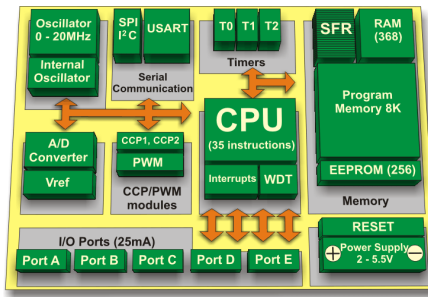 Oscillator
0 - 20MHz
Internal
Oscillator
SPI
I²C
USART
Serial
Communication
T0 T1 T2
Timers
SFR
RAM
(368)
Program
Memory 8K
EEPROM (256)
Memory
A/D
Converter
Vref
CCP1, CCP2
PWM
CCP/PWM
modules
CPU
(35 instructions)
Interrupts
WDT
I/O Ports (25mA)
Port A Port B Port C Port D Port E
RESET
Power Supply
2 - 5.5V
+ −